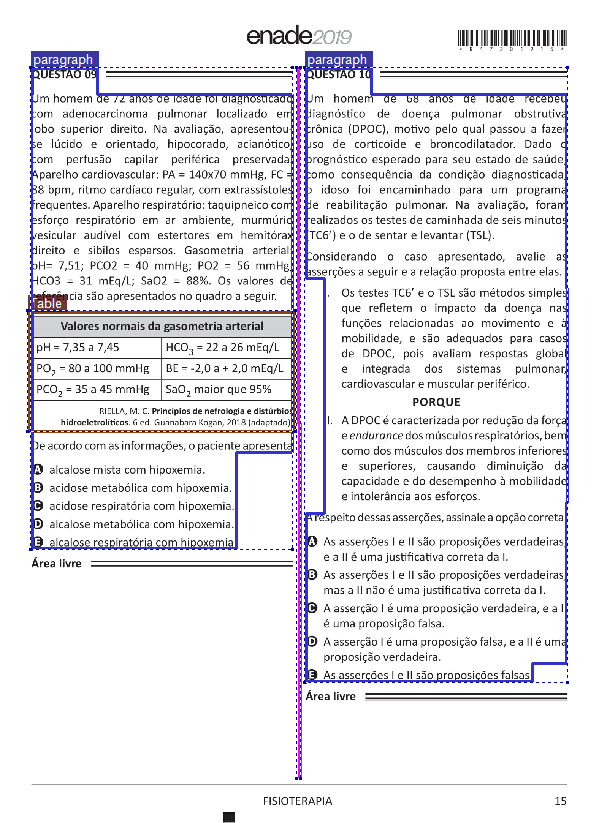 enade2019
paragraph
QUESTÃO 09
Um homem de 72 anos de idade foi diagnosticado
com adenocarcinoma pulmonar localizado em
lobo superior direito. Na avaliação, apresentou-
se lúcido e orientado, hipocorado, acianótico,
com perfusão capilar periférica preservada.
Aparelho cardiovascular: PA = 140x70 mmHg, FC =
88 bpm, ritmo cardíaco regular, com extrassístoles
frequentes. Aparelho respiratório: taquipneico com
esforço respiratório em ar ambiente, murmúrio
vesicular audível com estertores em hemitórax
direito e sibilos esparsos. Gasometria arterial:
pH= 7,51; PCO2 = 40 mmHg; PO2 = 56 mmHg;
HCO3 = 31 mEq/L; SaO2 = 88%. Os valores de
referência são apresentados no quadro a seguir.
able
Valores normais da gasometria arterial
pH = 7,35 a 7,45 HCO₃ = 22 a 26 mEq/L
PO₂ = 80 a 100 mmHg BE = -2,0 a + 2,0 mEq/L
PCO₂ = 35 a 45 mmHg SaO₂ maior que 95%
RIELLA, M. C. Princípios de nefrologia e distúrbios
hidroeletrolíticos. 6 ed. Guanabara Kogan, 2018 (adaptado).
De acordo com as informações, o paciente apresenta
A alcalose mista com hipoxemia.
B acidose metabólica com hipoxemia.
C acidose respiratória com hipoxemia.
D alcalose metabólica com hipoxemia.
E alcalose respiratória com hipoxemia.
Área livre
paragraph
QUESTÃO 10
Um homem de 68 anos de idade recebeu
diagnóstico de doença pulmonar obstrutiva
crônica (DPOC), motivo pelo qual passou a fazer
uso de corticoide e broncodilatador. Dado o
prognóstico esperado para seu estado de saúde,
como consequência da condição diagnosticada,
o idoso foi encaminhado para um programa
de reabilitação pulmonar. Na avaliação, foram
realizados os testes de caminhada de seis minutos
(TC6’) e o de sentar e levantar (TSL).
Considerando o caso apresentado, avalie as
asserções a seguir e a relação proposta entre elas.
I. Os testes TC6’ e o TSL são métodos simples
que refletem o impacto da doença nas
funções relacionadas ao movimento e à
mobilidade, e são adequados para casos
de DPOC, pois avaliam respostas global
e integrada dos sistemas pulmonar,
cardiovascular e muscular periférico.
PORQUE
II. A DPOC é caracterizada por redução da força
e endurance dos músculos respiratórios, bem
como dos músculos dos membros inferiores
e superiores, causando diminuição da
capacidade e do desempenho à mobilidade
e intolerância aos esforços.
A respeito dessas asserções, assinale a opção correta.
A As asserções I e II são proposições verdadeiras,
e a II é uma justificativa correta da I.
B As asserções I e II são proposições verdadeiras,
mas a II não é uma justificativa correta da I.
C A asserção I é uma proposição verdadeira, e a II
é uma proposição falsa.
D A asserção I é uma proposição falsa, e a II é uma
proposição verdadeira.
E As asserções I e II são proposições falsas.
Área livre
FISIOTERAPIA
15